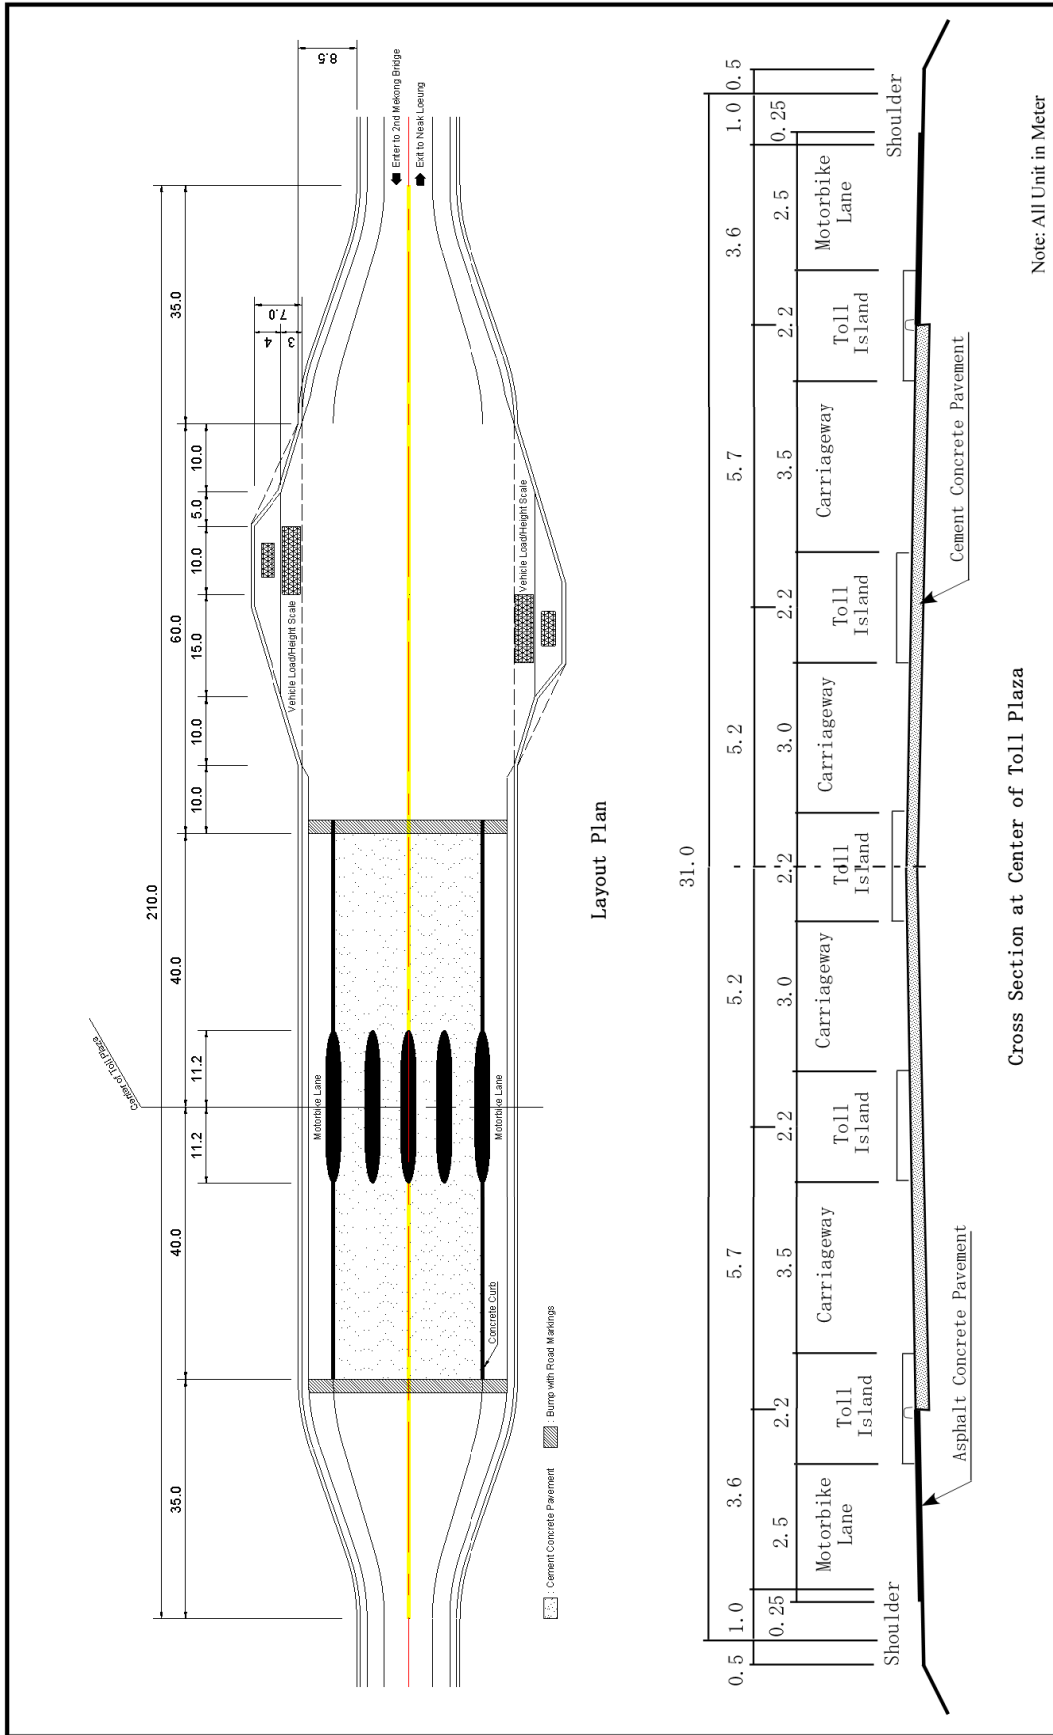 Center of Toll Plaza
210.0
35.0 40.0 40.0 60.0 35.0
11.2 11.2 10.0 10.0 15.0 10.0 5.0 10.0
4
3
7.0
8.5
Vehicle Load/Height Scale
Motorbike Lane
Enter to 2nd Mekong Bridge
Exit to Neak Loeung
Concrete Curb
Motorbike Lane
Vehicle Load/Height Scale
: Cement Concrete Pavement
: Bump with Road Markings
Layout Plan
31.0
0.5 1.0 3.6 5.7 5.2 5.2 5.7 3.6 1.0 0.5
0.25 2.5 2.2 3.5 2.2 3.0 2.2 3.0 2.2 3.5 2.2 2.5 0.25
Motorbike Lane
Toll Island
Carriageway
Toll Island
Carriageway
Toll Island
Carriageway
Toll Island
Carriageway
Toll Island
Motorbike Lane
Shoulder
Shoulder
Asphalt Concrete Pavement
Cement Concrete Pavement
Cross Section at Center of Toll Plaza
Note: All Unit in Meter